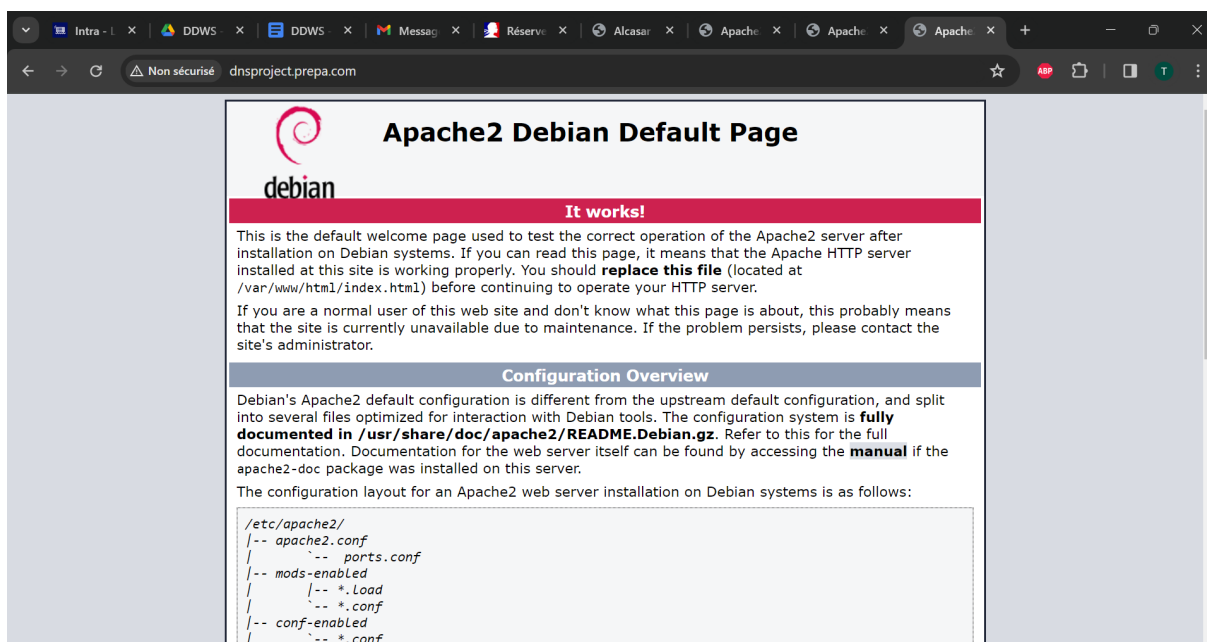 Intra - L
DDWS -
DDWS -
Messag
Réserve
Alcasar
Apache
Apache
Apache
Non sécurisé
dnsproject.prepa.com
ABP
T
debian
Apache2 Debian Default Page
It works!
This is the default welcome page used to test the correct operation of the Apache2 server after
installation on Debian systems. If you can read this page, it means that the Apache HTTP server
installed at this site is working properly. You should replace this file (located at
/var/www/html/index.html) before continuing to operate your HTTP server.
If you are a normal user of this web site and don't know what this page is about, this probably means
that the site is currently unavailable due to maintenance. If the problem persists, please contact the
site's administrator.
Configuration Overview
Debian's Apache2 default configuration is different from the upstream default configuration, and split
into several files optimized for interaction with Debian tools. The configuration system is fully
documented in /usr/share/doc/apache2/README.Debian.gz. Refer to this for the full
documentation. Documentation for the web server itself can be found by accessing the manual if the
apache2-doc package was installed on this server.
The configuration layout for an Apache2 web server installation on Debian systems is as follows:
/etc/apache2/
|-- apache2.conf
|       `--  ports.conf
|-- mods-enabled
|       |-- *.load
|       `-- *.conf
|-- conf-enabled
|       `-- *.conf